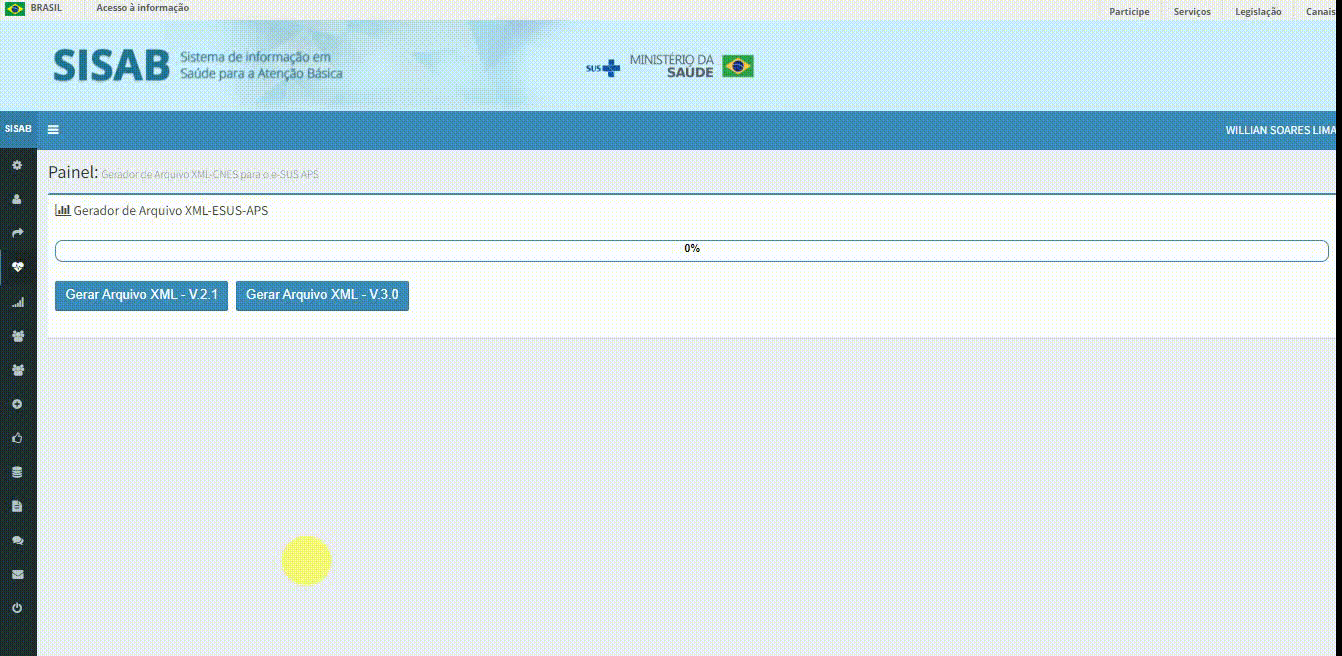 BRASIL Acesso à informação Participe Serviços Legislação Canais
SISAB Sistema de informação em
Saúde para a Atenção Básica
SUS MINISTÉRIO DA
SAÚDE
SISAB WILLIAN SOARES LIMA
Painel: Gerador de Arquivo XML-CNES para o e-SUS APS
Gerador de Arquivo XML-ESUS-APS
0%
Gerar Arquivo XML - V.2.1 Gerar Arquivo XML - V.3.0